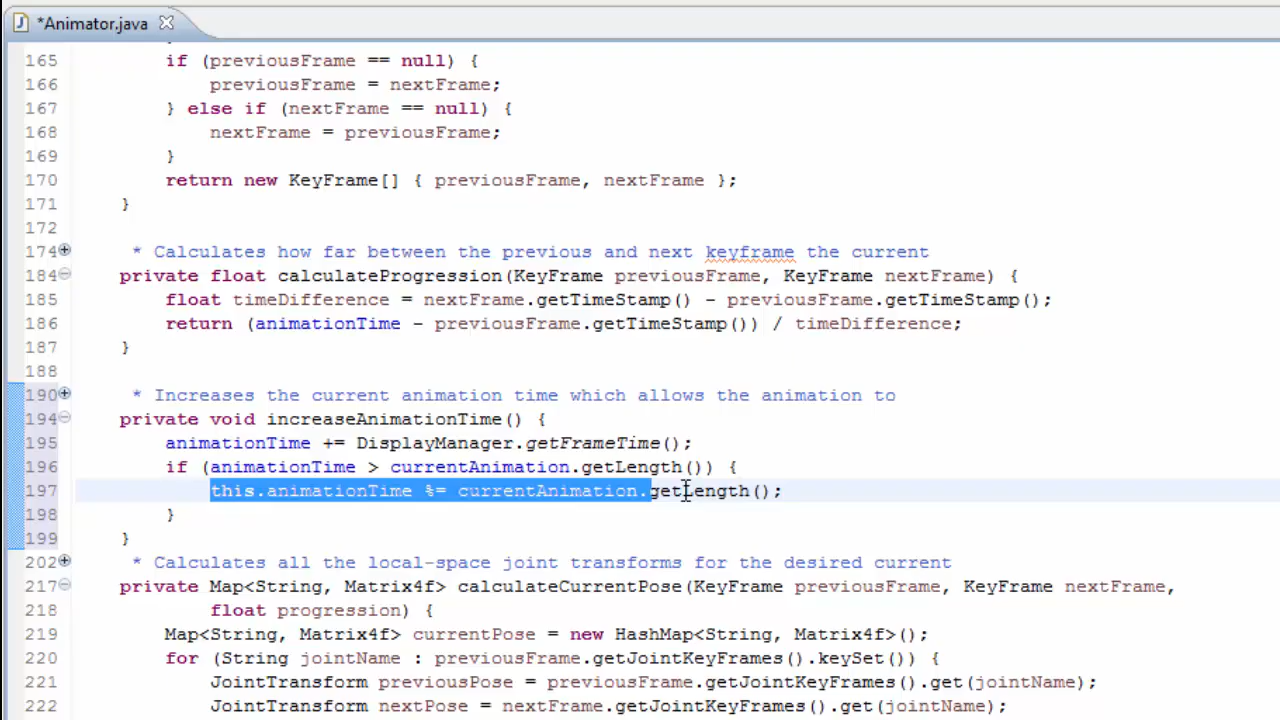 *Animator.java
165 if (previousFrame == null) {
166 previousFrame = nextFrame;
167 } else if (nextFrame == null) {
168 nextFrame = previousFrame;
169 }
170 return new KeyFrame[] { previousFrame, nextFrame };
171 }
172
174 * Calculates how far between the previous and next keyframe the current
184 private float calculateProgression(KeyFrame previousFrame, KeyFrame nextFrame) {
185 float timeDifference = nextFrame.getTimeStamp() - previousFrame.getTimeStamp();
186 return (animationTime - previousFrame.getTimeStamp()) / timeDifference;
187 }
188
190 * Increases the current animation time which allows the animation to
194 private void increaseAnimationTime() {
195 animationTime += DisplayManager.getFrameTime();
196 if (animationTime > currentAnimation.getLength()) {
197 this.animationTime %= currentAnimation.getLength();
198 }
199 }
202 * Calculates all the local-space joint transforms for the desired current
217 private Map<String, Matrix4f> calculateCurrentPose(KeyFrame previousFrame, KeyFrame nextFrame,
218 float progression) {
219 Map<String, Matrix4f> currentPose = new HashMap<String, Matrix4f>();
220 for (String jointName : previousFrame.getJointKeyFrames().keySet()) {
221 JointTransform previousPose = previousFrame.getJointKeyFrames().get(jointName);
222 JointTransform nextPose = nextFrame.getJointKeyFrames().get(jointName);